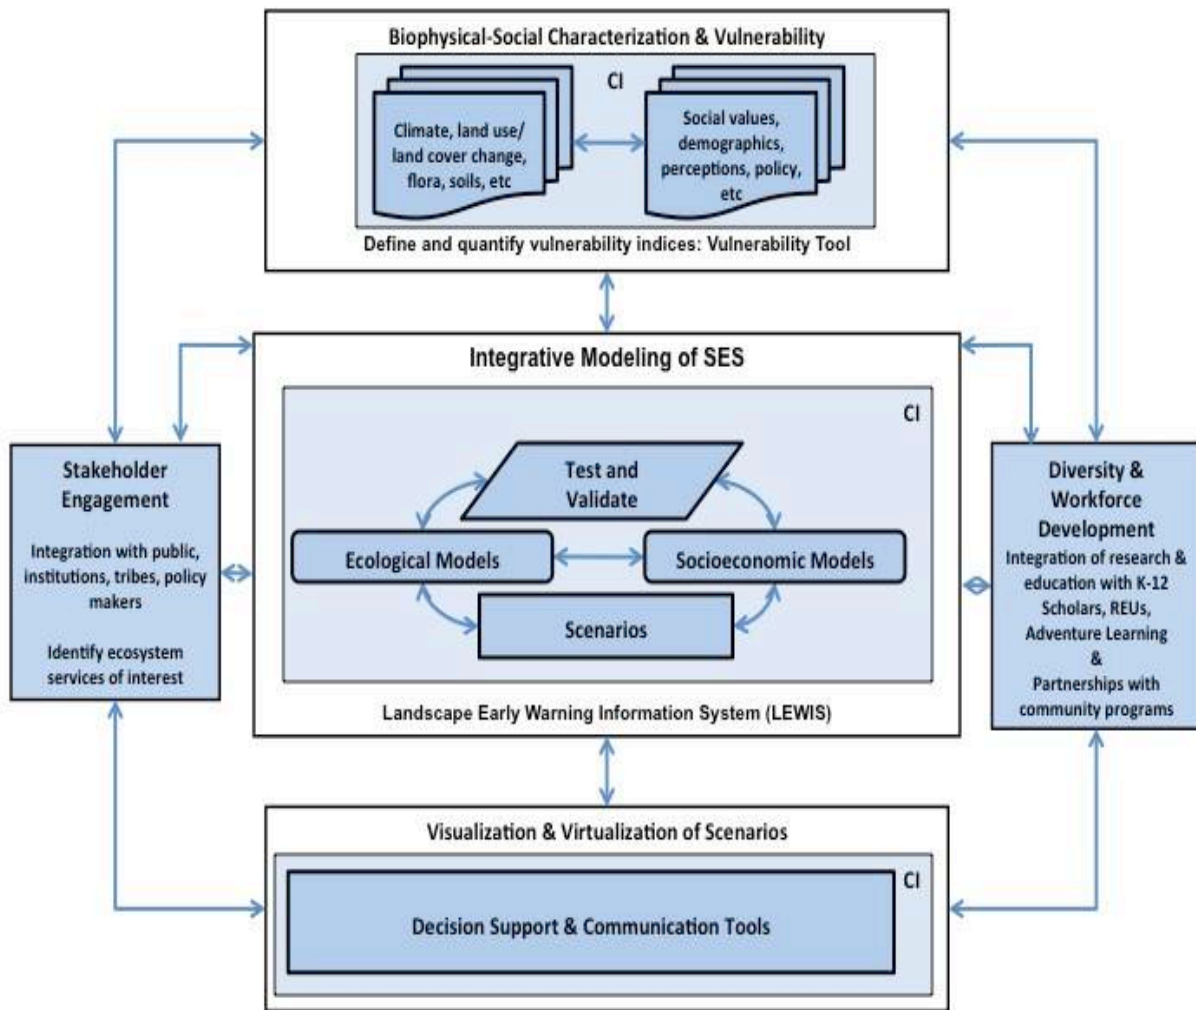 Biophysical-Social Characterization & Vulnerability
CI
Climate, land use/
land cover change,
flora, soils, etc
Social values,
demographics,
perceptions, policy,
etc
Define and quantify vulnerability indices: Vulnerability Tool
Integrative Modeling of SES
CI
Test and
Validate
Ecological Models
Socioeconomic Models
Scenarios
Landscape Early Warning Information System (LEWIS)
Stakeholder
Engagement
Integration with public,
institutions, tribes, policy
makers
Identify ecosystem
services of interest
Diversity &
Workforce
Development
Integration of research &
education with K-12
Scholars, REUs,
Adventure Learning
&
Partnerships with
community programs
Visualization & Virtualization of Scenarios
CI
Decision Support & Communication Tools